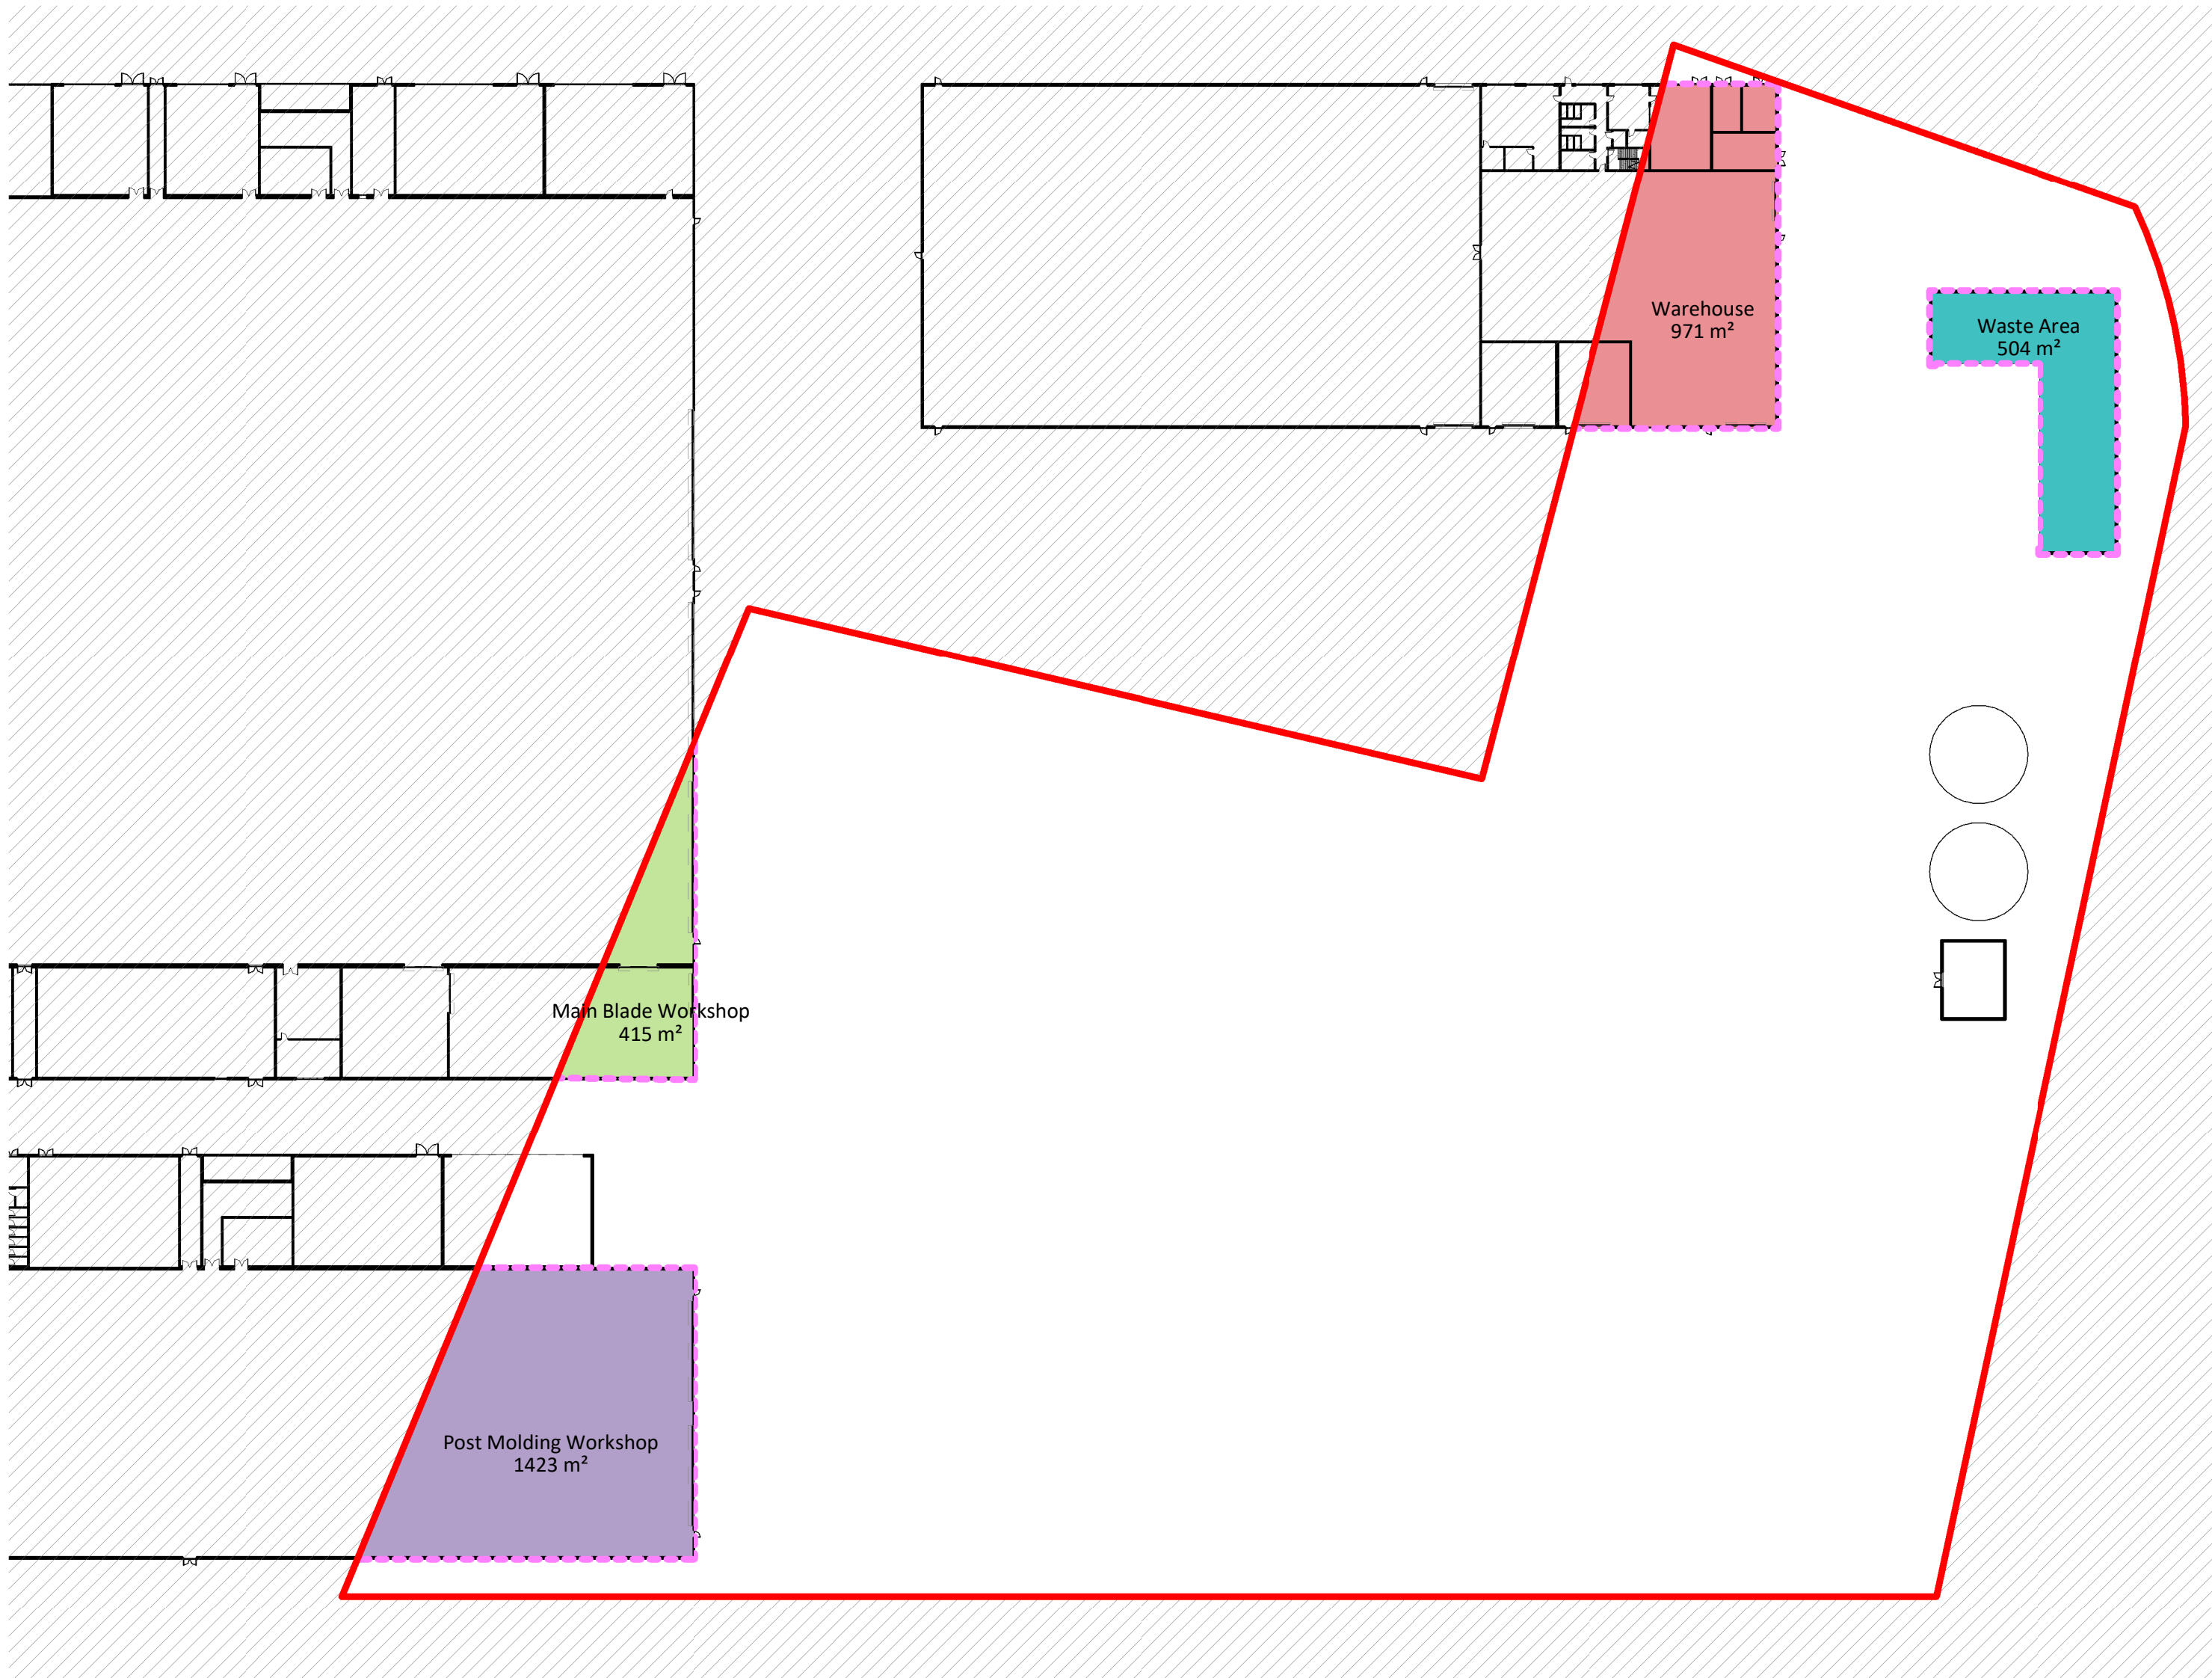 Warehouse
971 m²
Waste Area
504 m²
Main Blade Workshop
415 m²
Post Molding Workshop
1423 m²